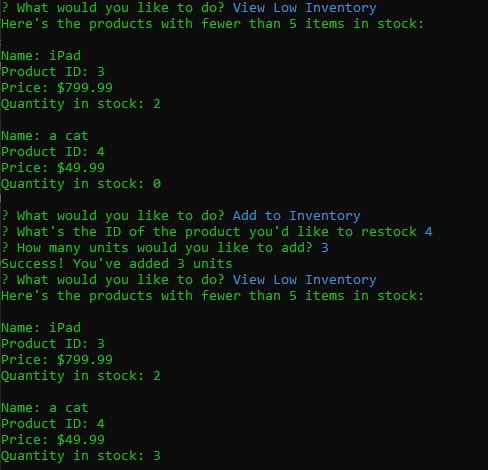 ? What would you like to do? View Low Inventory
Here's the products with fewer than 5 items in stock:
Name: iPad
Product ID: 3
Price: $799.99
Quantity in stock: 2
Name: a cat
Product ID: 4
Price: $49.99
Quantity in stock: 0
? What would you like to do? Add to Inventory
? What's the ID of the product you'd like to restock 4
? How many units would you like to add? 3
Success! You've added 3 units
? What would you like to do? View Low Inventory
Here's the products with fewer than 5 items in stock:
Name: iPad
Product ID: 3
Price: $799.99
Quantity in stock: 2
Name: a cat
Product ID: 4
Price: $49.99
Quantity in stock: 3